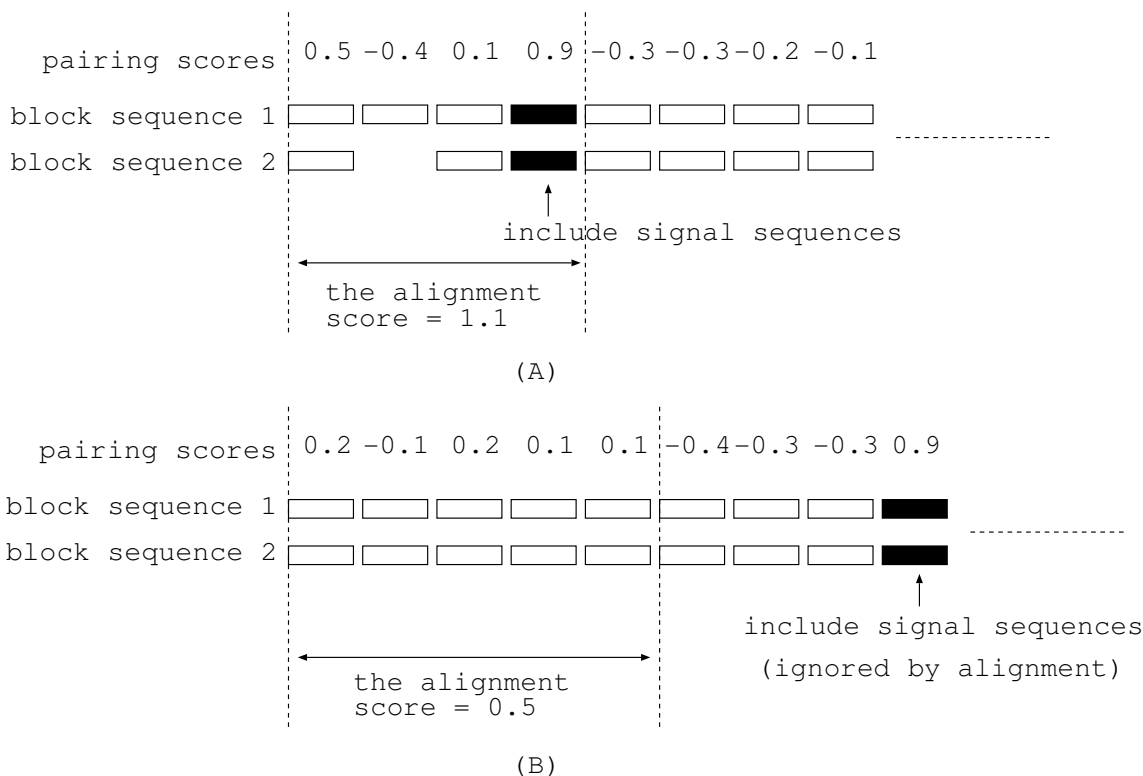 pairing scores 0.5 −0.4 0.1 0.9 −0.3 −0.3 −0.2 −0.1
block sequence 1
block sequence 2
include signal sequences
the alignment
score = 1.1
(A)
pairing scores 0.2 −0.1 0.2 0.1 0.1 −0.4 −0.3 −0.3 0.9
block sequence 1
block sequence 2
include signal sequences
(ignored by alignment)
the alignment
score = 0.5
(B)